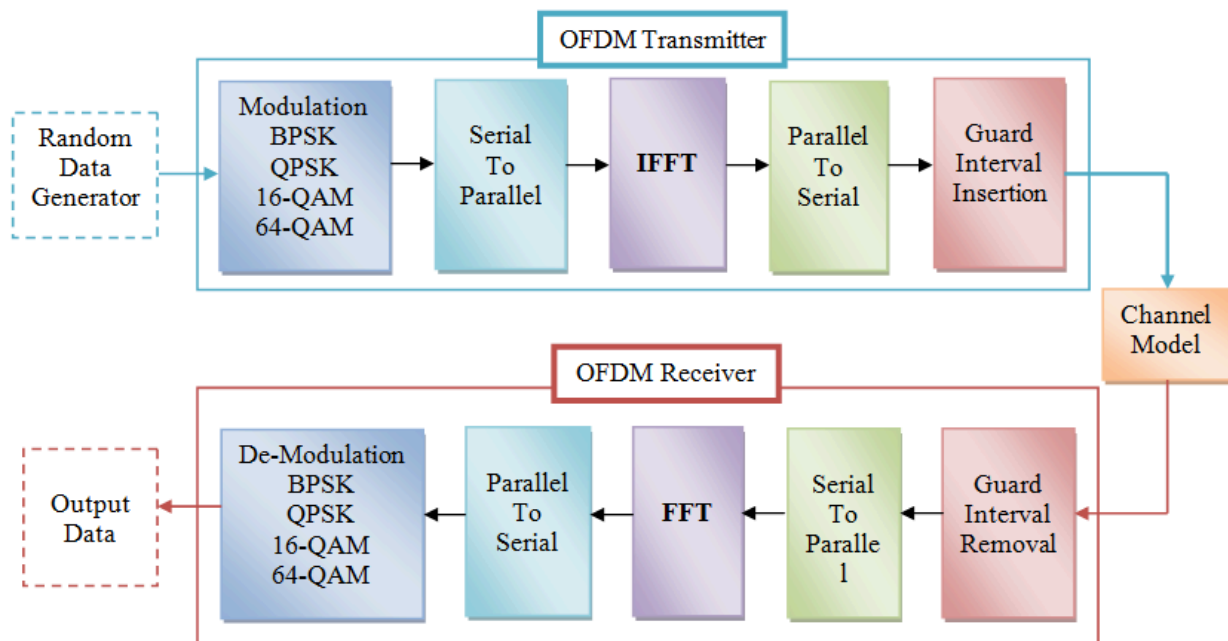 OFDM Transmitter
Random
Data
Generator
Modulation
BPSK
QPSK
16-QAM
64-QAM
Serial
To
Parallel
IFFT
Parallel
To
Serial
Guard
Interval
Insertion
Channel
Model
OFDM Receiver
Output
Data
De-Modulation
BPSK
QPSK
16-QAM
64-QAM
Parallel
To
Serial
FFT
Serial
To
Paralle
l
Guard
Interval
Removal